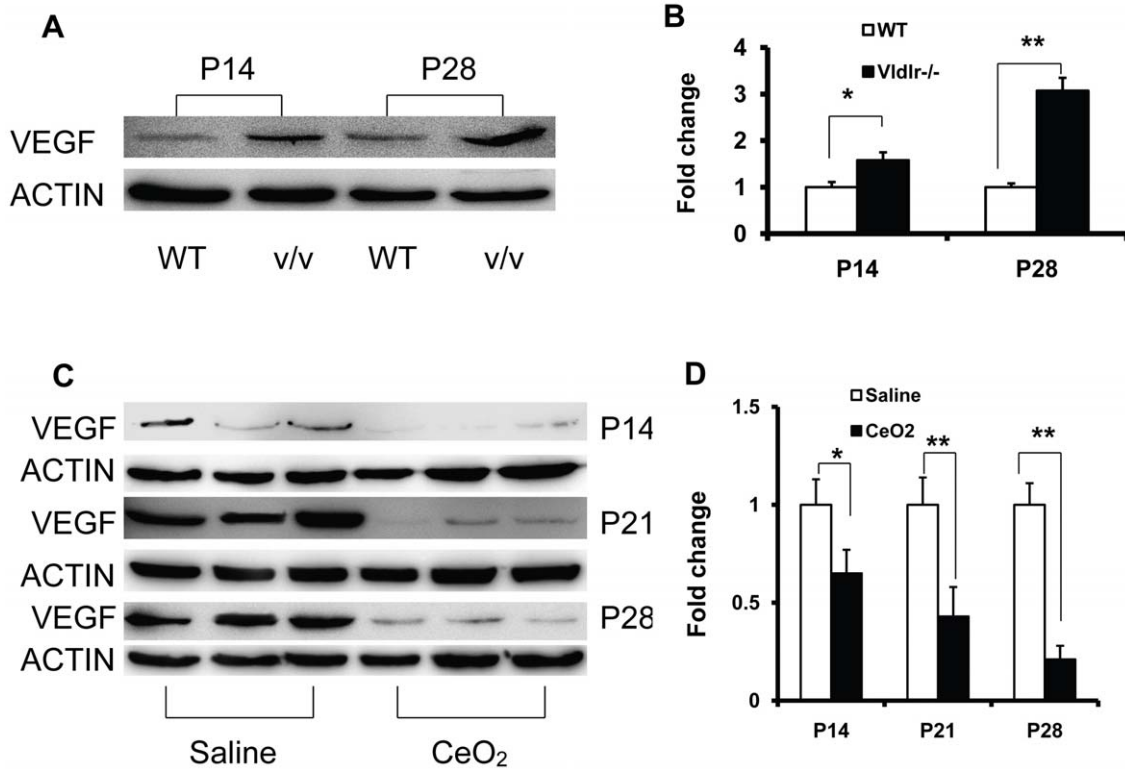 A
P14 P28
VEGF
ACTIN
WT v/v WT v/v
B
WT
Vldlr-/-
Fold change
4
3
2
1
0
*
**
P14 P28
C
VEGF P14
ACTIN
VEGF P21
ACTIN
VEGF P28
ACTIN
Saline CeO₂
D
Saline
CeO2
Fold change
1.5
1
0.5
0
* ** **
P14 P21 P28